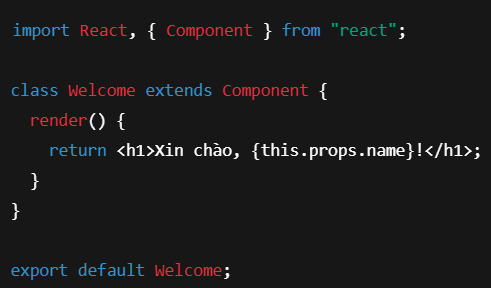 import React, { Component } from "react";
class Welcome extends Component {
render() {
return <h1>Xin chào, {this.props.name}!</h1>;
}
}
export default Welcome;